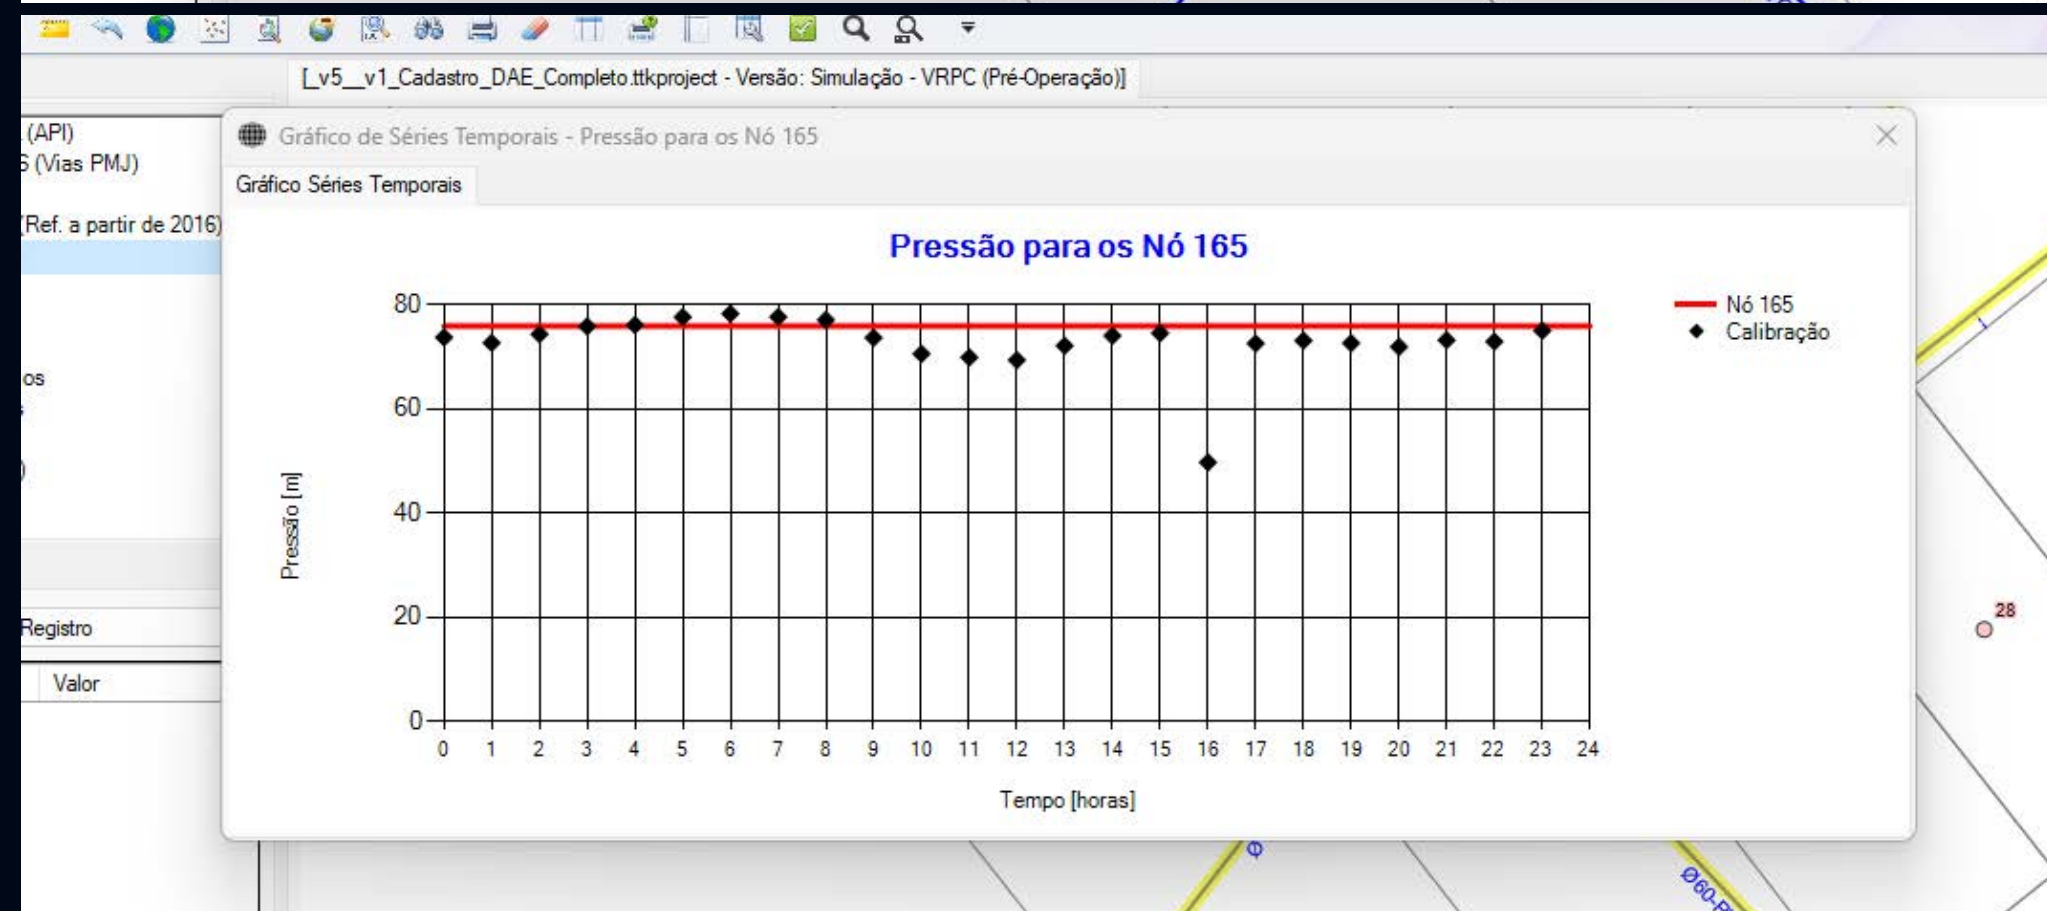 [_v5__v1_Cadastro_DAE_Completo.ttkproject - Versão: Simulação - VRPC (Pré-Operação)]
(API)
(Vias PMJ)
(Ref. a partir de 2016)
os
)
Registro
Valor
Gráfico de Séries Temporais - Pressão para os Nó 165
Gráfico Séries Temporais
Pressão para os Nó 165
80
60
40
20
0
Pressão [m]
0 1 2 3 4 5 6 7 8 9 10 11 12 13 14 15 16 17 18 19 20 21 22 23 24
Tempo [horas]
Nó 165
Calibração
1
28